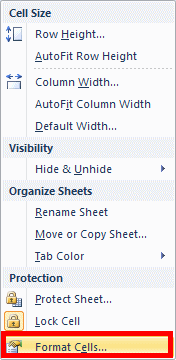 Cell Size
Row Height...
AutoFit Row Height
Column Width...
AutoFit Column Width
Default Width...
Visibility
Hide & Unhide
Organize Sheets
Rename Sheet
Move or Copy Sheet...
Tab Color
Protection
Protect Sheet...
Lock Cell
Format Cells...